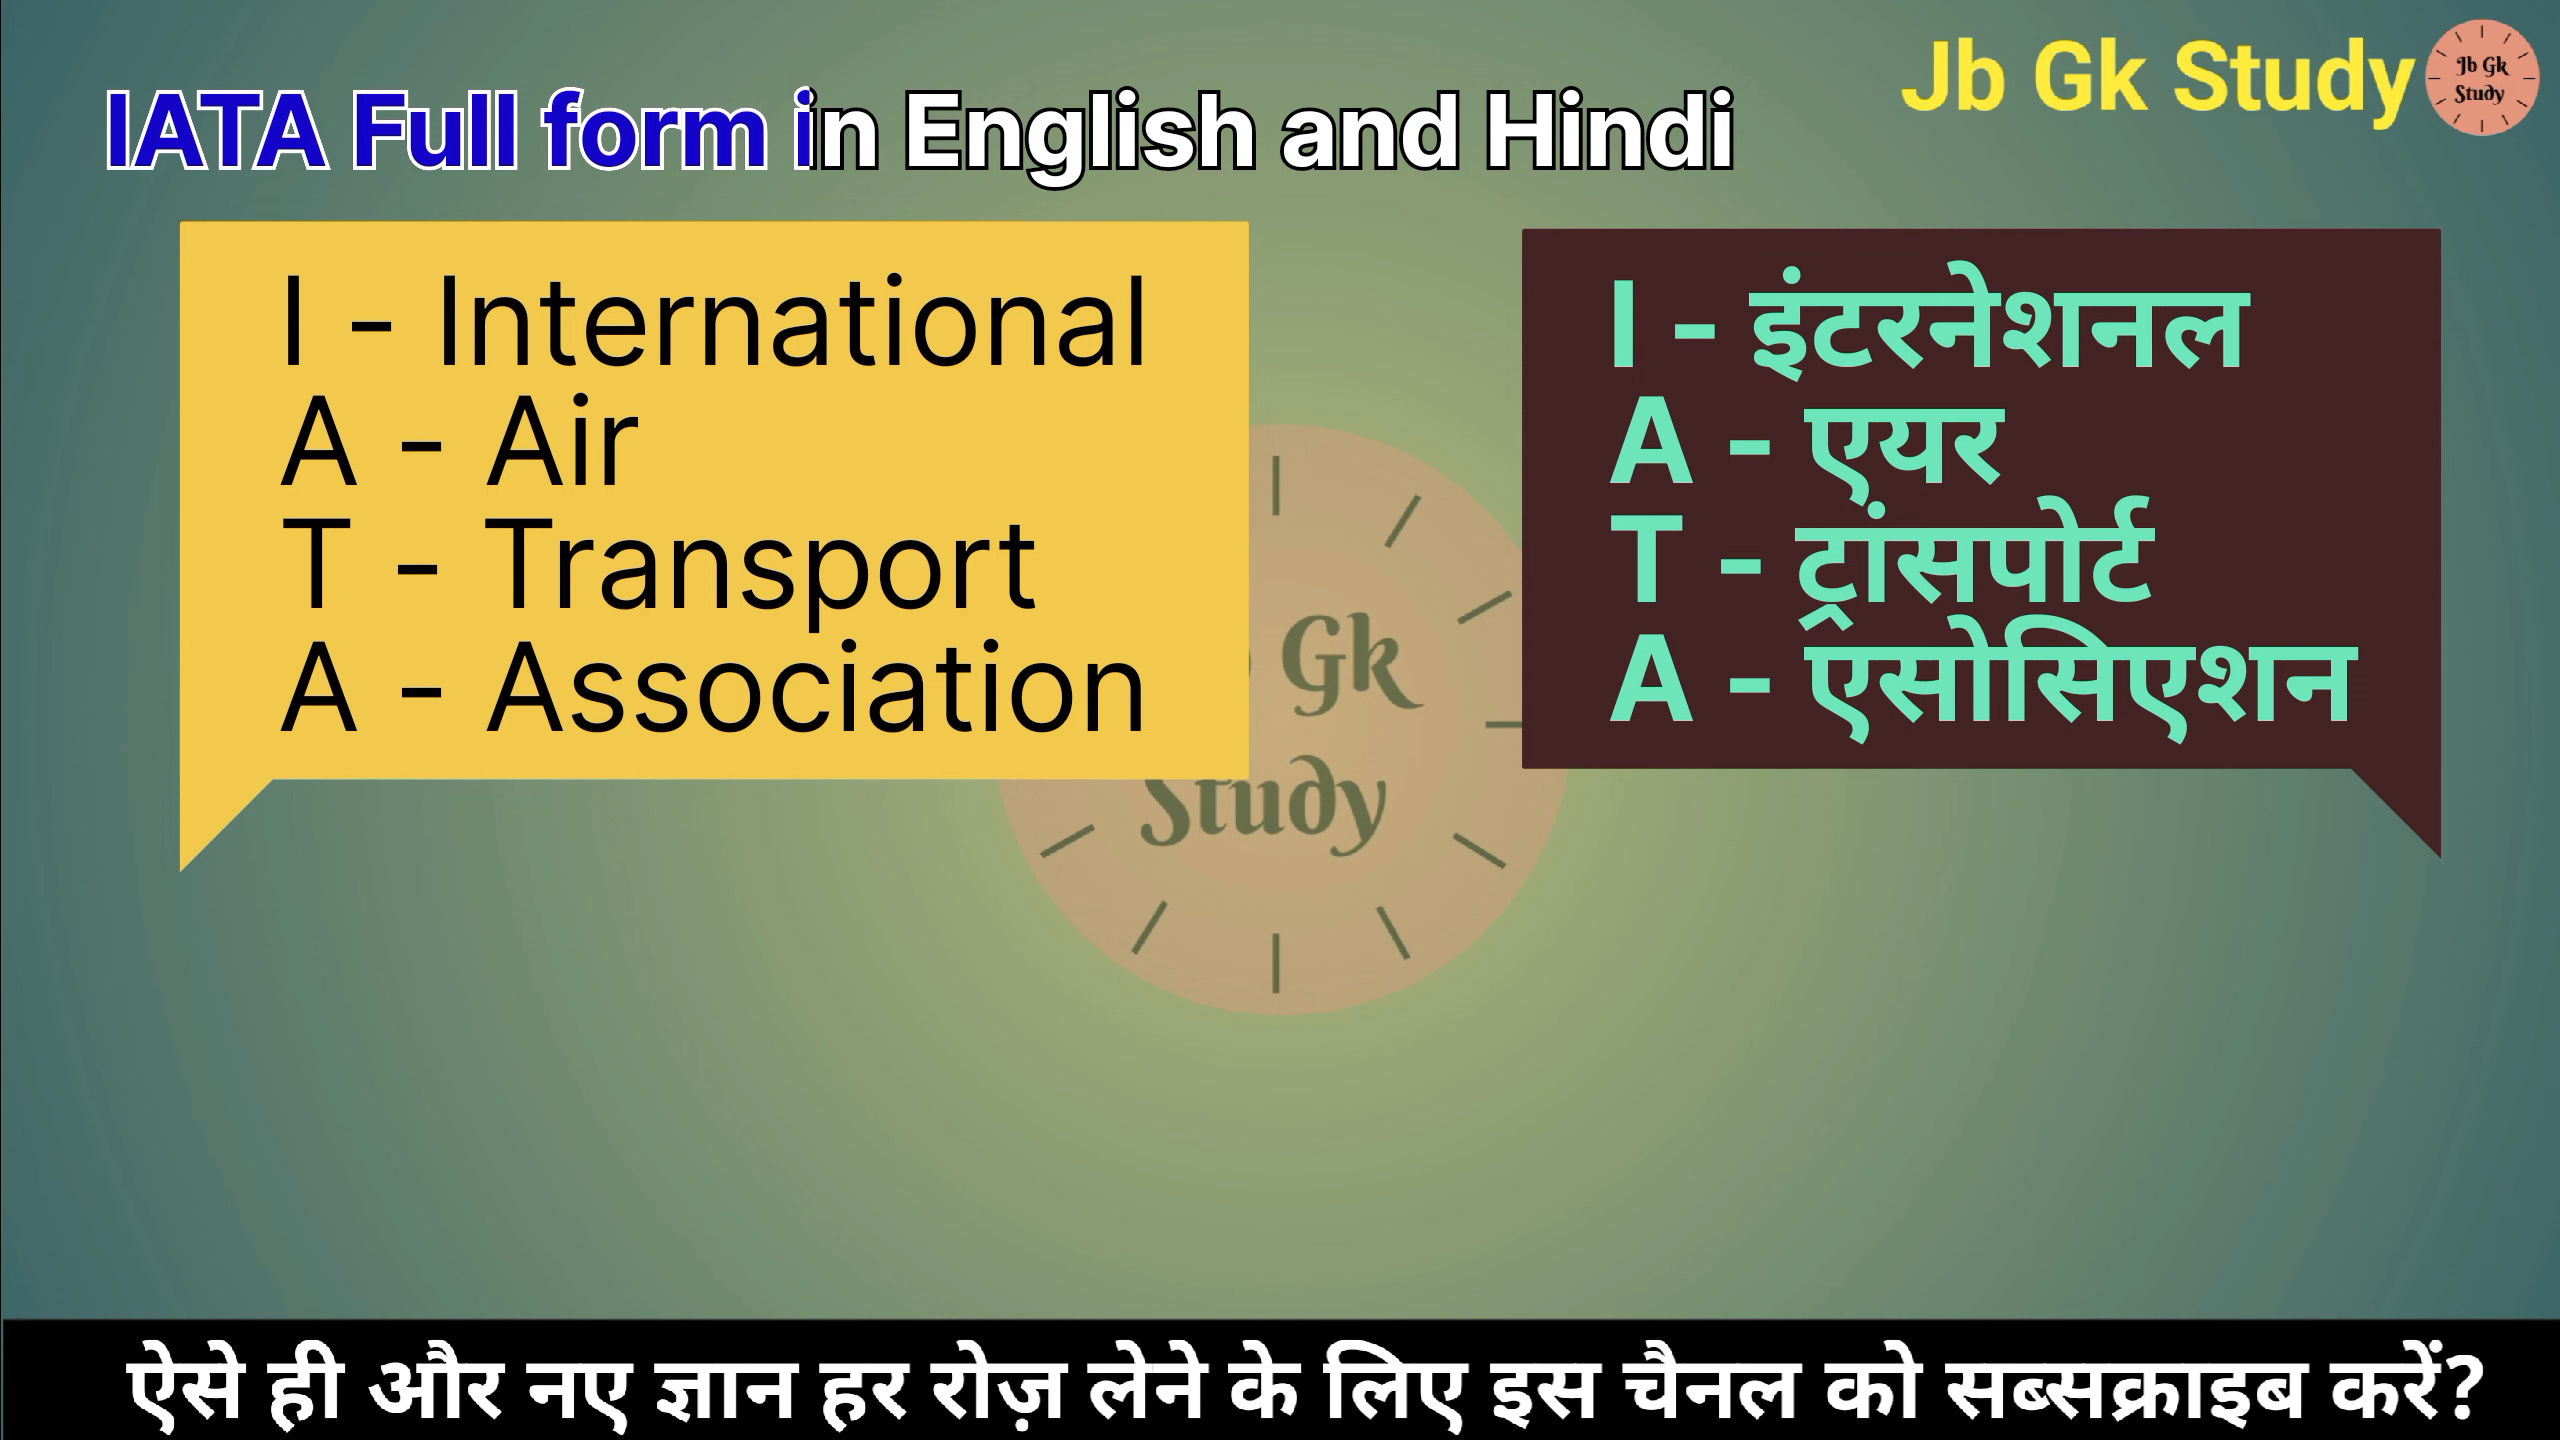 IATA Full form in English and Hindi
Jb Gk Study
Jb Gk
Study
I - International
A - Air
T - Transport
A - Association
I - इंटरनेशनल
A - एयर
T - ट्रांसपोर्ट
A - एसोसिएशन
Gk
Study
ऐसे ही और नए ज्ञान हर रोज़ लेने के लिए इस चैनल को सब्सक्राइब करें?